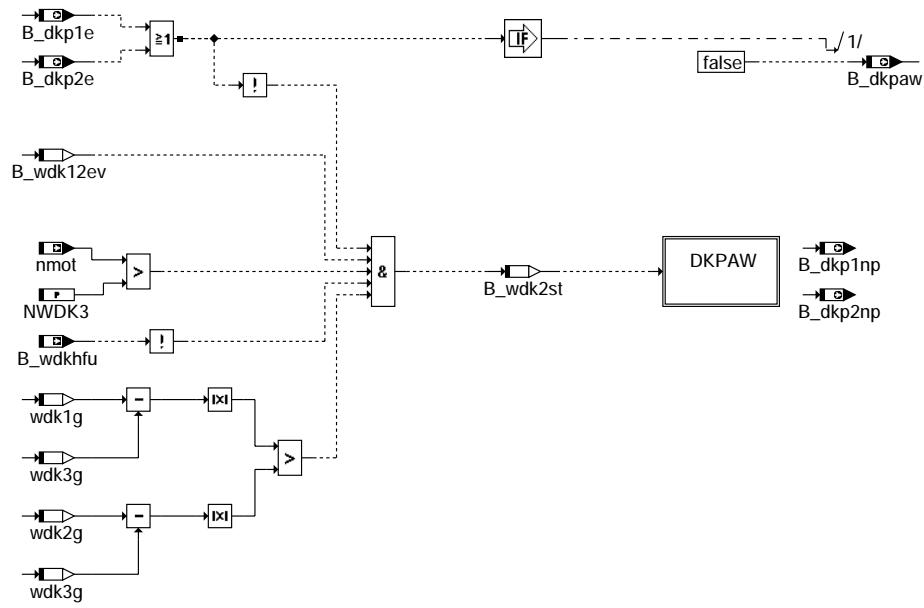 B_dkp1e
≥1
B_dkp2e
IF
/1/
false
B_dkpaw
!
B_wdk12ev
nmot
>
P
NWDK3
&
B_wdk2st
DKPAW
B_dkp1np
B_dkp2np
B_wdkhfu
!
wdk1g
−
|X|
wdk3g
>
wdk2g
−
|X|
wdk3g